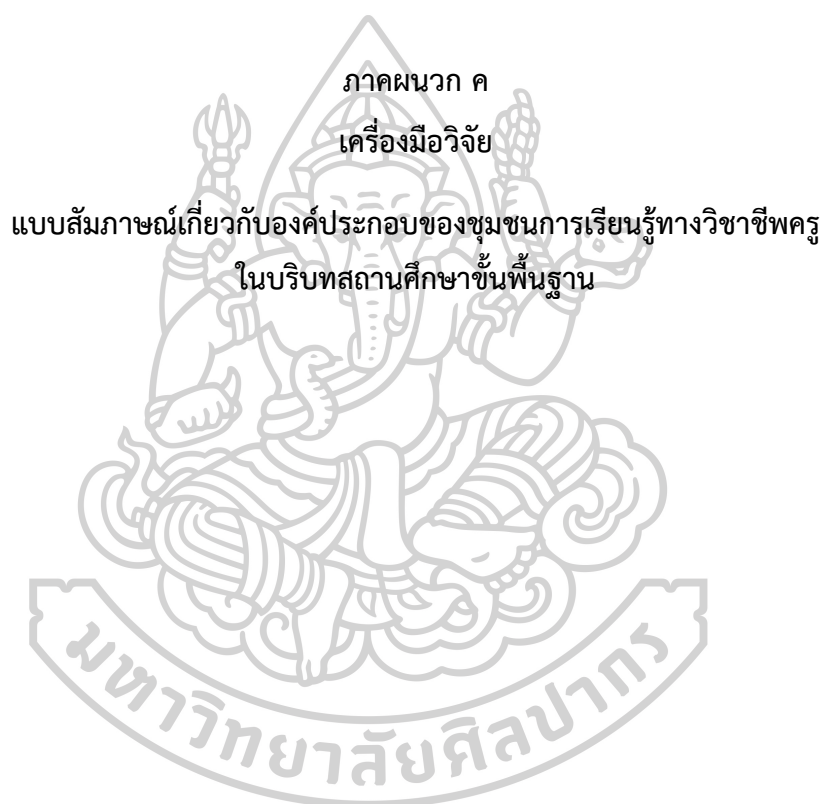 ภาคผนวก ค
เครื่องมือวิจัย
แบบสัมภาษณ์เกี่ยวกับองค์ประกอบของชุมชนการเรียนรู้ทางวิชาชีพครู
ในบริบทสถานศึกษาขั้นพื้นฐาน
มหาวิทยาลัยศิลปากร